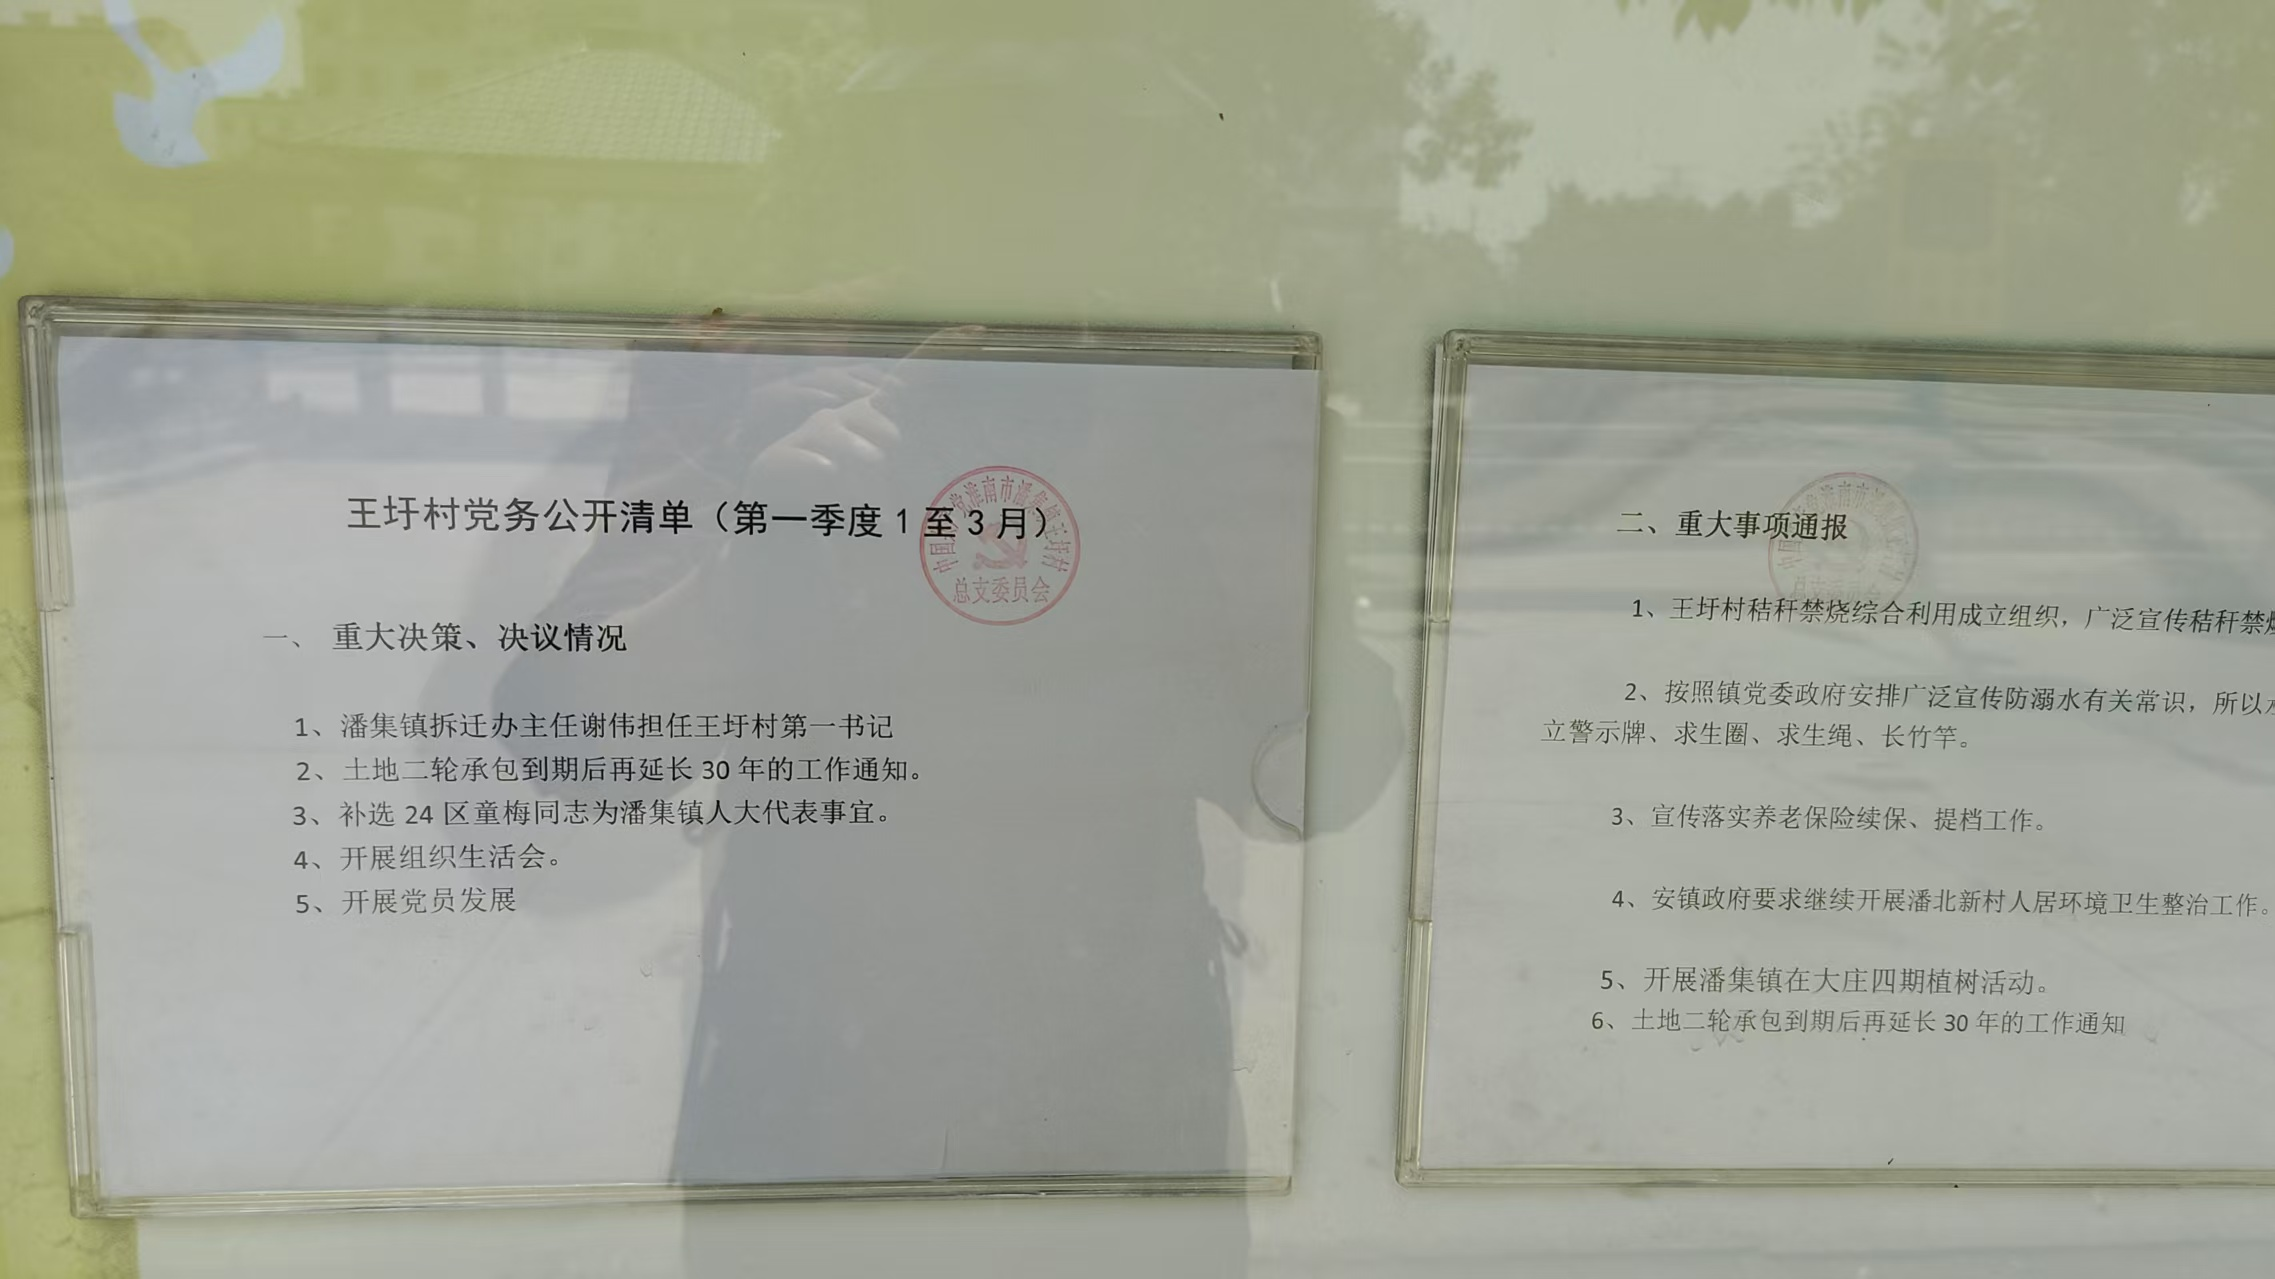 王圩村党务公开清单（第一季度1至3月）
总支委员会
一、 重大决策、决议情况
1、潘集镇拆迁办主任谢伟担任王圩村第一书记
2、土地二轮承包到期后再延长30年的工作通知。
3、补选24区童梅同志为潘集镇人大代表事宜。
4、开展组织生活会。
5、开展党员发展
二、重大事项通报
总支委员会
1、王圩村秸秆禁烧综合利用成立组织，广泛宣传秸秆禁
2、按照镇党委政府安排广泛宣传防溺水有关常识，所以
立警示牌、求生圈、求生绳、长竹竿。
3、宣传落实养老保险续保、提档工作。
4、安镇政府要求继续开展潘北新村人居环境卫生整治工作。
5、开展潘集镇在大庄四期植树活动。
6、土地二轮承包到期后再延长30年的工作通知